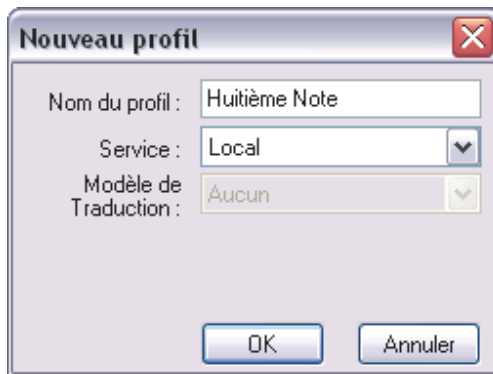 Nouveau profil
Nom du profil : Huitième Note
Service : Local
Modèle de
Traduction : Aucun
OK Annuler